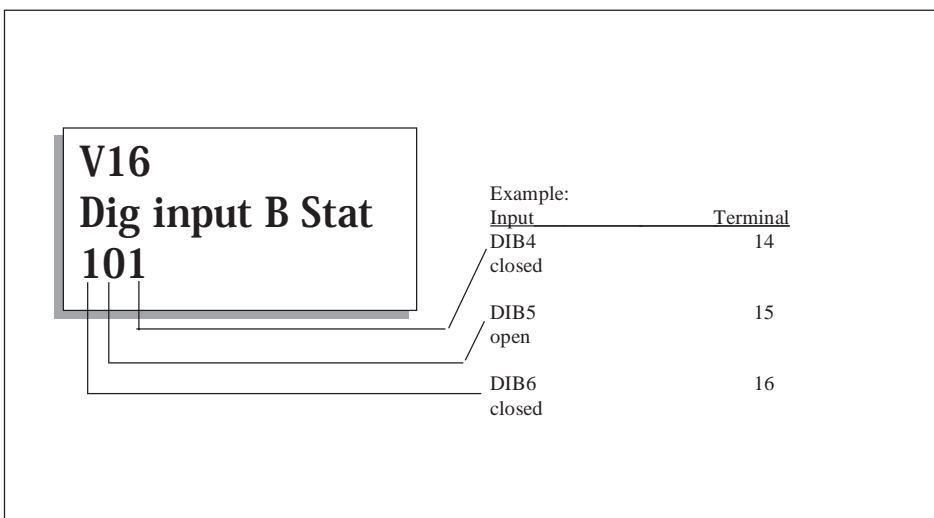 V16
Dig input B Stat
101
Example:
Input Terminal
DIB4 14
closed
DIB5 15
open
DIB6 16
closed